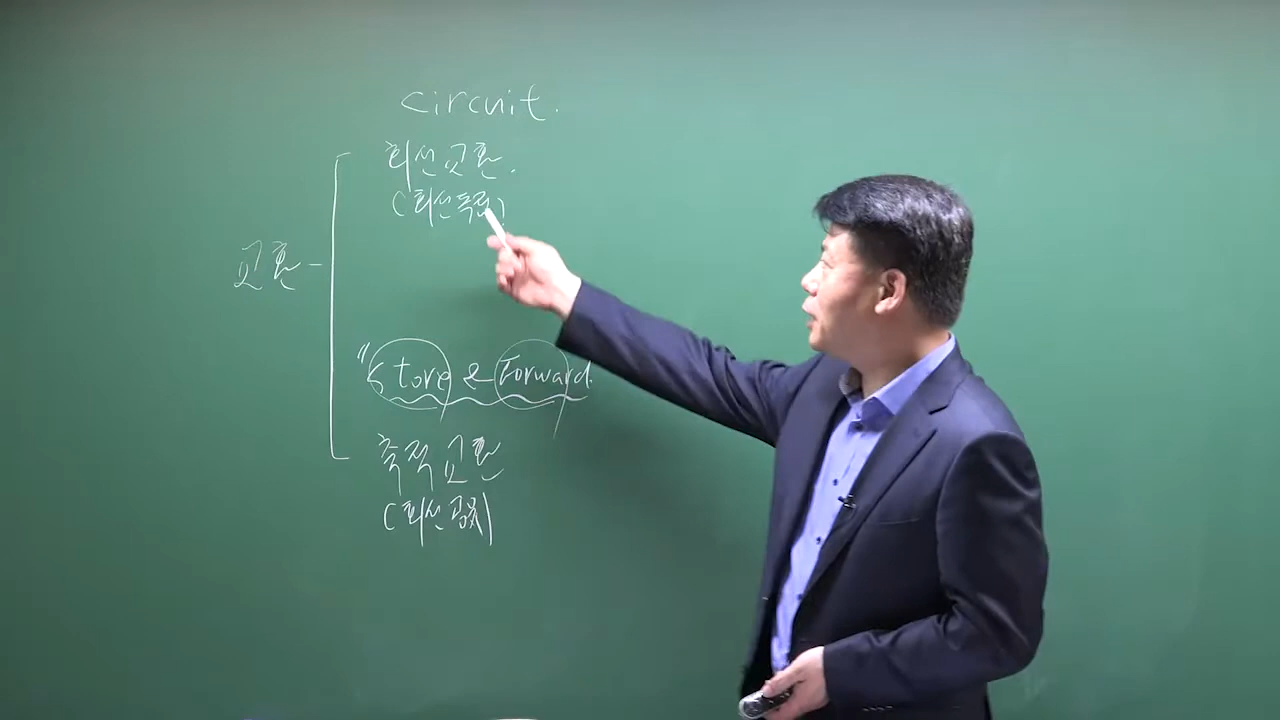 circuit.
회선교환.
(회선독점)
교환
"Store & Forward.
축적교환
(회선공유)